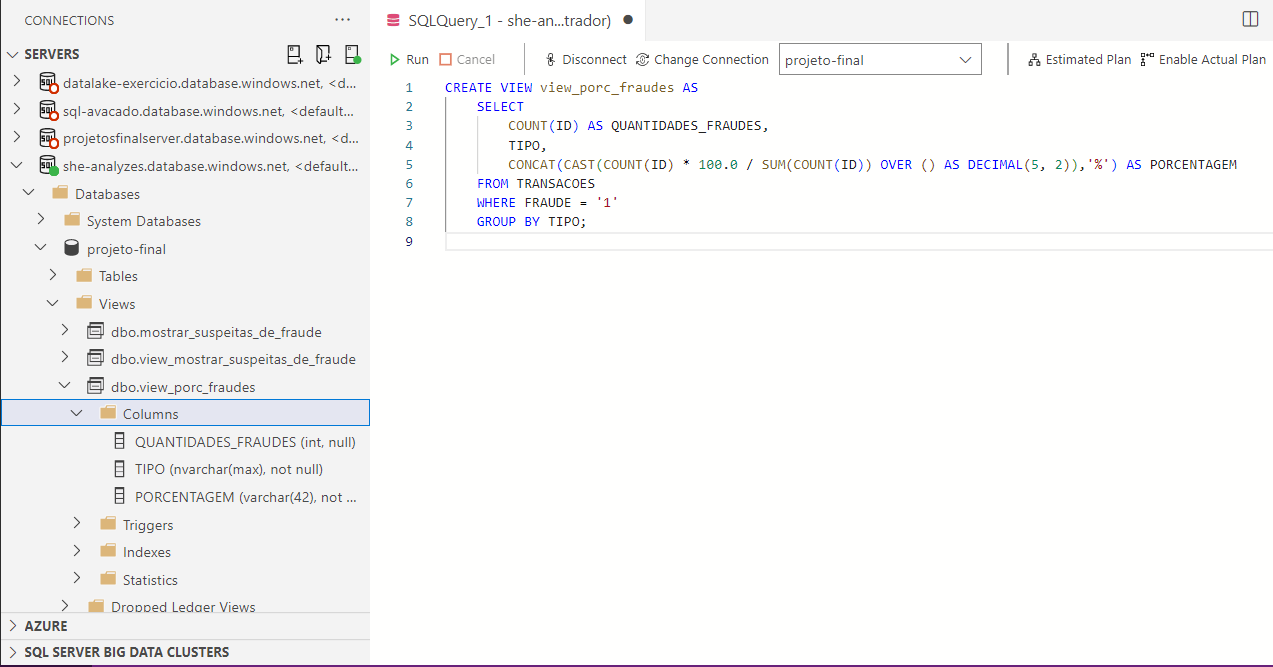 CONNECTIONS ...
SERVERS
datalake-exercicio.database.windows.net, <d...
sql-avacado.database.windows.net, <default...
projetosfinalserver.database.windows.net, <d...
she-analyzes.database.windows.net, <default...
Databases
System Databases
projeto-final
Tables
Views
dbo.mostrar_suspeitas_de_fraude
dbo.view_mostrar_suspeitas_de_fraude
dbo.view_porc_fraudes
Columns
QUANTIDADES_FRAUDES (int, null)
TIPO (nvarchar(max), not null)
PORCENTAGEM (varchar(42), not ...
Triggers
Indexes
Statistics
Dropped Ledger Views
AZURE
SQL SERVER BIG DATA CLUSTERS
SQLQuery_1 - she-an...trador)
Run Cancel Disconnect Change Connection projeto-final Estimated Plan Enable Actual Plan
1 CREATE VIEW view_porc_fraudes AS
2 SELECT
3 COUNT(ID) AS QUANTIDADES_FRAUDES,
4 TIPO,
5 CONCAT(CAST(COUNT(ID) * 100.0 / SUM(COUNT(ID)) OVER () AS DECIMAL(5, 2)),'%') AS PORCENTAGEM
6 FROM TRANSACOES
7 WHERE FRAUDE = '1'
8 GROUP BY TIPO;
9